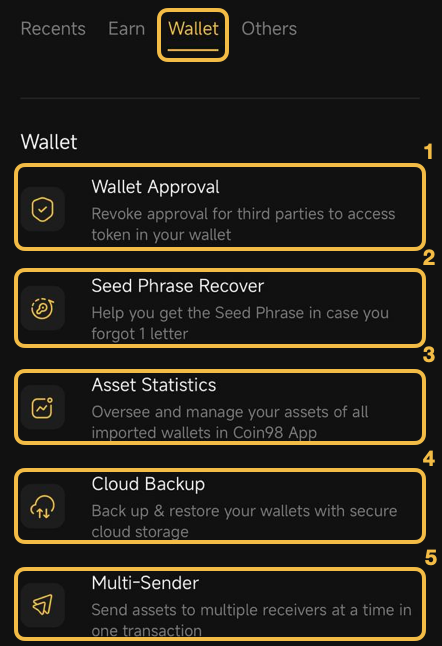 Recents Earn Wallet Others
Wallet
1
Wallet Approval
Revoke approval for third parties to access
token in your wallet
2
Seed Phrase Recover
Help you get the Seed Phrase in case you
forgot 1 letter
3
Asset Statistics
Oversee and manage your assets of all
imported wallets in Coin98 App
4
Cloud Backup
Back up & restore your wallets with secure
cloud storage
5
Multi-Sender
Send assets to multiple receivers at a time in
one transaction